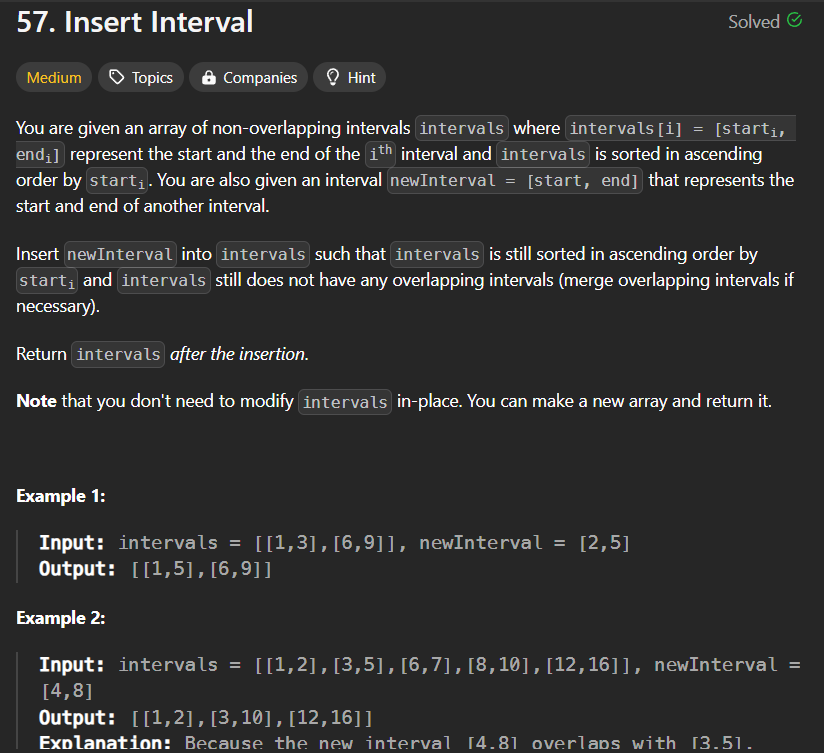 57. Insert Interval
Solved
Medium Topics Companies Hint
You are given an array of non-overlapping intervals intervals where intervals[i] = [starti,
endi] represent the start and the end of the ith interval and intervals is sorted in ascending
order by starti. You are also given an interval newInterval = [start, end] that represents the
start and end of another interval.
Insert newInterval into intervals such that intervals is still sorted in ascending order by
starti and intervals still does not have any overlapping intervals (merge overlapping intervals if
necessary).
Return intervals after the insertion.
Note that you don't need to modify intervals in-place. You can make a new array and return it.
Example 1:
Input: intervals = [[1,3],[6,9]], newInterval = [2,5]
Output: [[1,5],[6,9]]
Example 2:
Input: intervals = [[1,2],[3,5],[6,7],[8,10],[12,16]], newInterval =
[4,8]
Output: [[1,2],[3,10],[12,16]]
Explanation: Because the new interval [4,8] overlaps with [3,5],